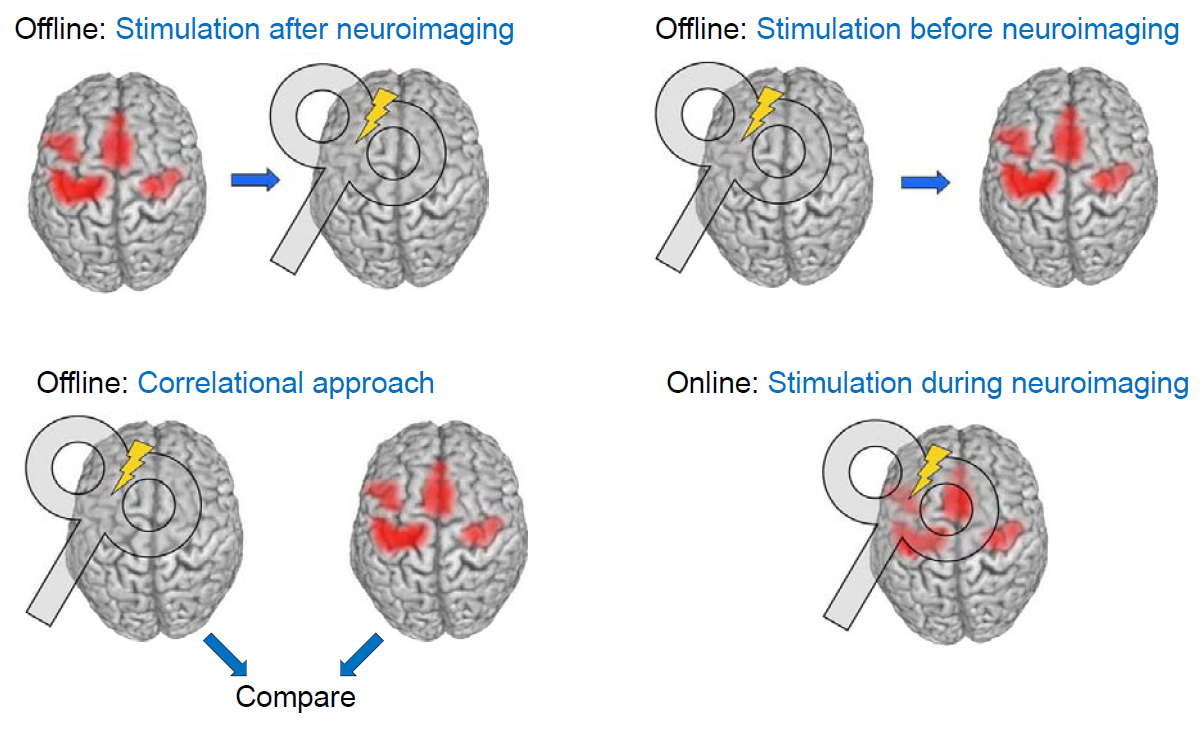 Offline: Stimulation after neuroimaging
Offline: Stimulation before neuroimaging
Offline: Correlational approach
Online: Stimulation during neuroimaging
Compare